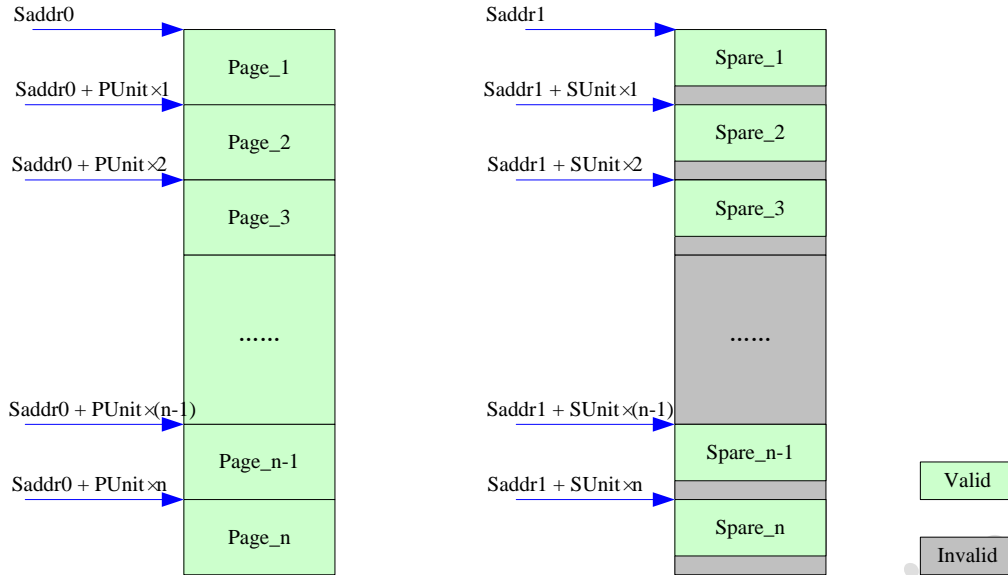 Saddr0
Page_1
Saddr0 + PUnit×1
Page_2
Saddr0 + PUnit×2
Page_3
......
Saddr0 + PUnit×(n-1)
Page_n-1
Saddr0 + PUnit×n
Page_n
Saddr1
Spare_1
Saddr1 + SUnit×1
Spare_2
Saddr1 + SUnit×2
Spare_3
......
Saddr1 + SUnit×(n-1)
Spare_n-1
Saddr1 + SUnit×n
Spare_n
Valid
Invalid